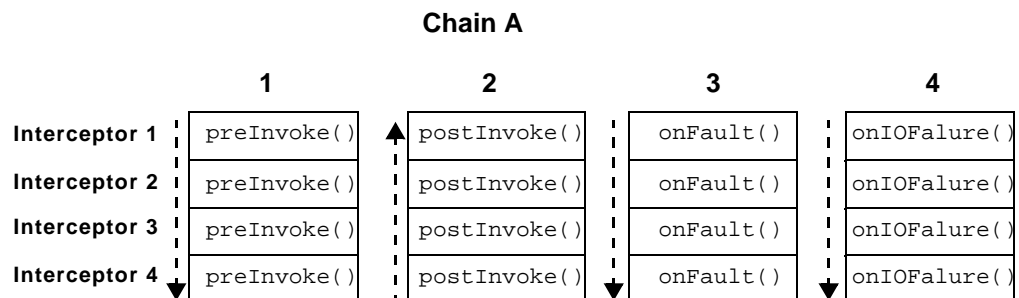 Chain A
1 2 3 4
Interceptor 1 preInvoke() postInvoke() onFault() onIOFalure()
Interceptor 2 preInvoke() postInvoke() onFault() onIOFalure()
Interceptor 3 preInvoke() postInvoke() onFault() onIOFalure()
Interceptor 4 preInvoke() postInvoke() onFault() onIOFalure()